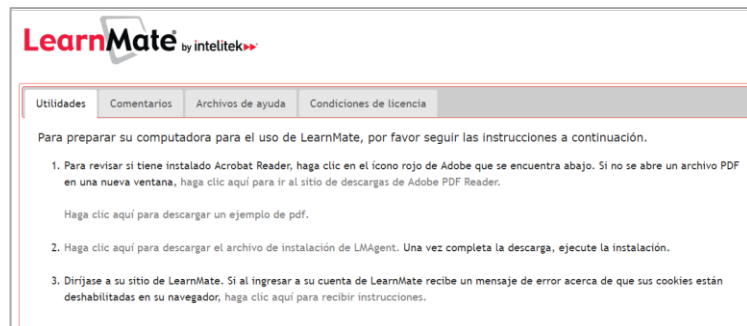 LearnMate by intelitek
Utilidades Comentarios Archivos de ayuda Condiciones de licencia
Para preparar su computadora para el uso de LearnMate, por favor seguir las instrucciones a continuación.
1. Para revisar si tiene instalado Acrobat Reader, haga clic en el ícono rojo de Adobe que se encuentra abajo. Si no se abre un archivo PDF
en una nueva ventana, haga clic aquí para ir al sitio de descargas de Adobe PDF Reader.
Haga clic aquí para descargar un ejemplo de pdf.
2. Haga clic aquí para descargar el archivo de instalación de LMAgent. Una vez completa la descarga, ejecute la instalación.
3. Diríjase a su sitio de LearnMate. Si al ingresar a su cuenta de LearnMate recibe un mensaje de error acerca de que sus cookies están
deshabilitadas en su navegador, haga clic aquí para recibir instrucciones.